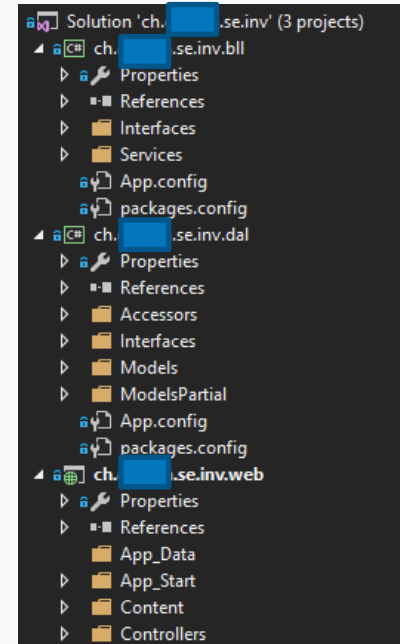 Solution 'ch. .se.inv' (3 projects)
C# ch. .se.inv.bll
Properties
References
Interfaces
Services
App.config
packages.config
C# ch. .se.inv.dal
Properties
References
Accessors
Interfaces
Models
ModelsPartial
App.config
packages.config
ch. .se.inv.web
Properties
References
App_Data
App_Start
Content
Controllers